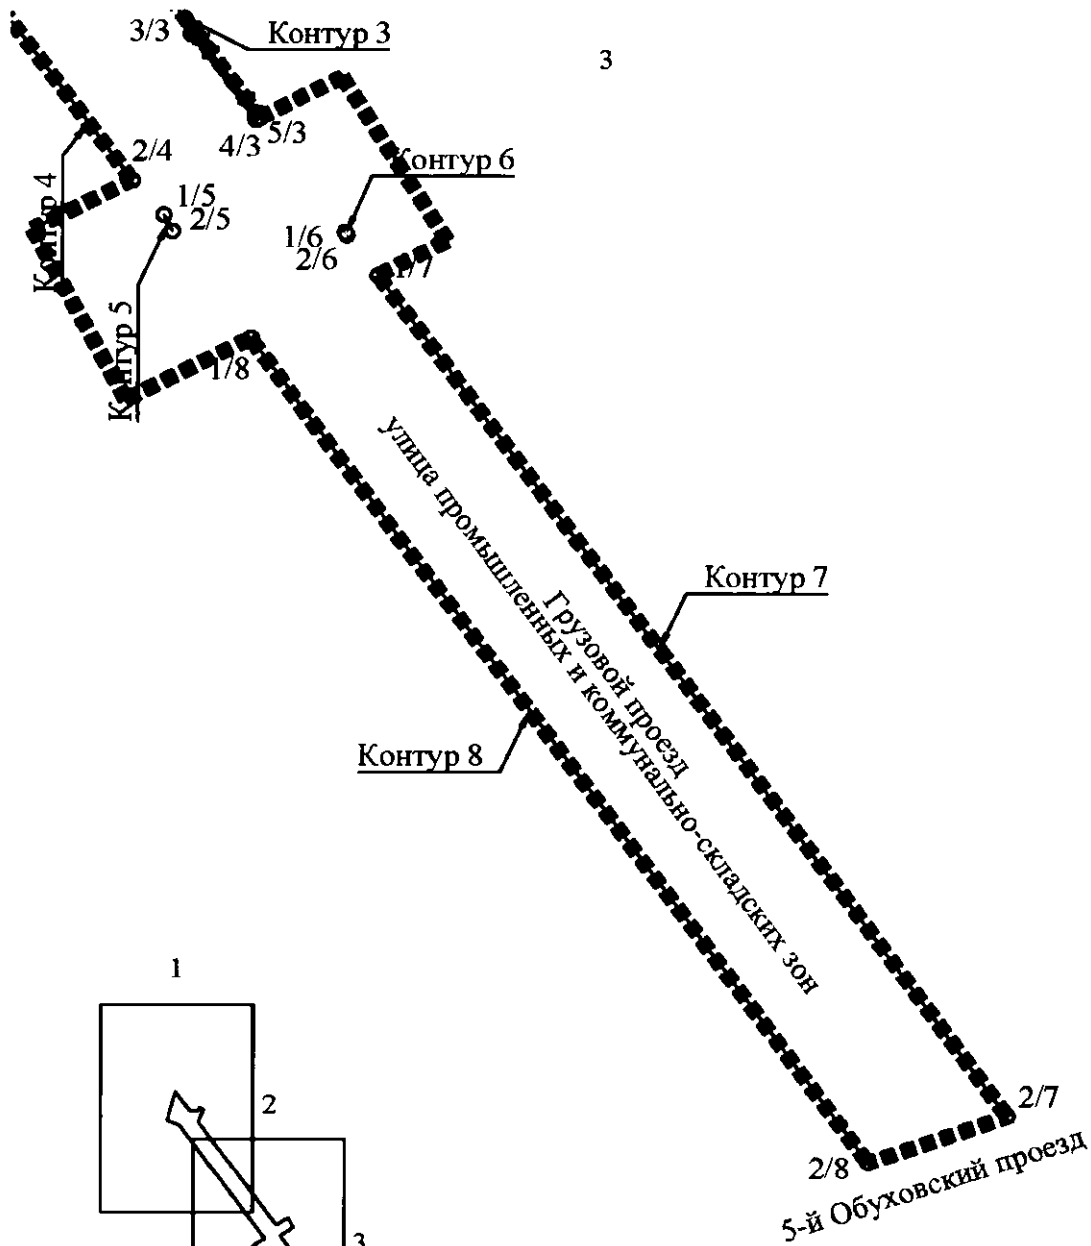 3/3
Контур 3
3
4/3
5/3
2/4
Контур 6
1/5
2/5
Контур 4
1/6
2/6
1/7
Контур 5
1/8
улица промышленных и коммунально-складских зон
Грузовой проезд
Контур 7
Контур 8
1
2
3
2/7
2/8
5-й Обуховский проезд